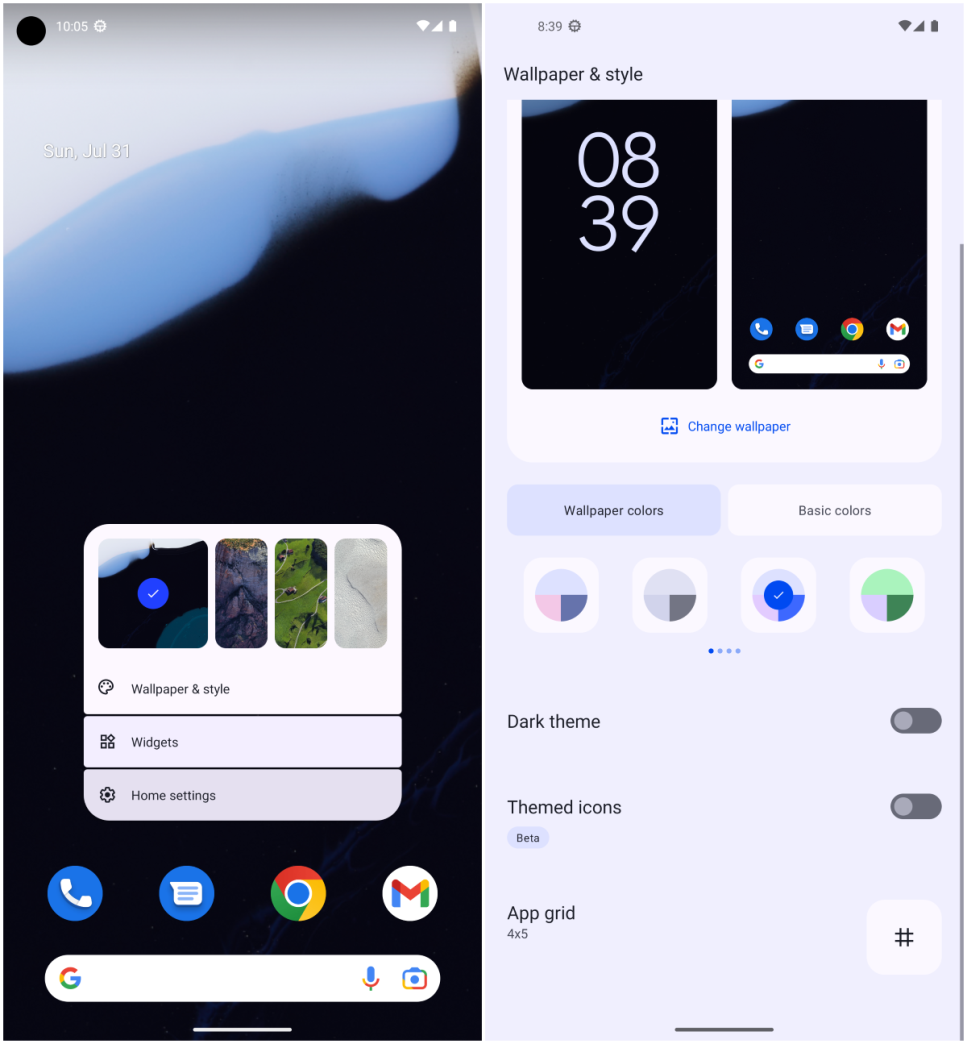 10:05
Sun, Jul 31
Wallpaper & style
Widgets
Home settings
8:39
Wallpaper & style
08
39
Change wallpaper
Wallpaper colors
Basic colors
Dark theme
Themed icons
Beta
App grid
4x5